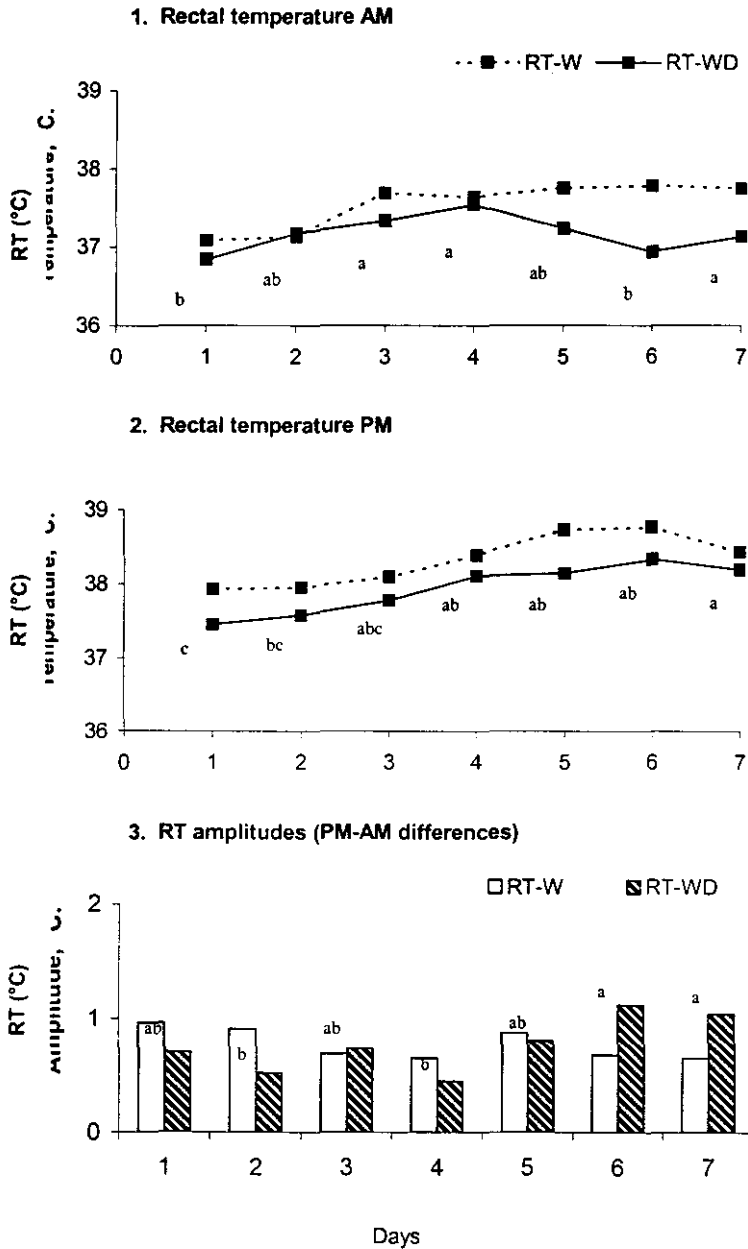 1. Rectal temperature AM
RT-W RT-WD
RT (°C)
Temperature, C.
39
38
37
36
b ab a a ab b a
0 1 2 3 4 5 6 7
2. Rectal temperature PM
RT (°C)
Temperature, C.
39
38
37
36
c bc abc ab ab ab a
0 1 2 3 4 5 6 7
3. RT amplitudes (PM-AM differences)
RT-W RT-WD
RT (°C)
Amplitude, C.
2
1
0
ab b ab b ab a a
1 2 3 4 5 6 7
Days